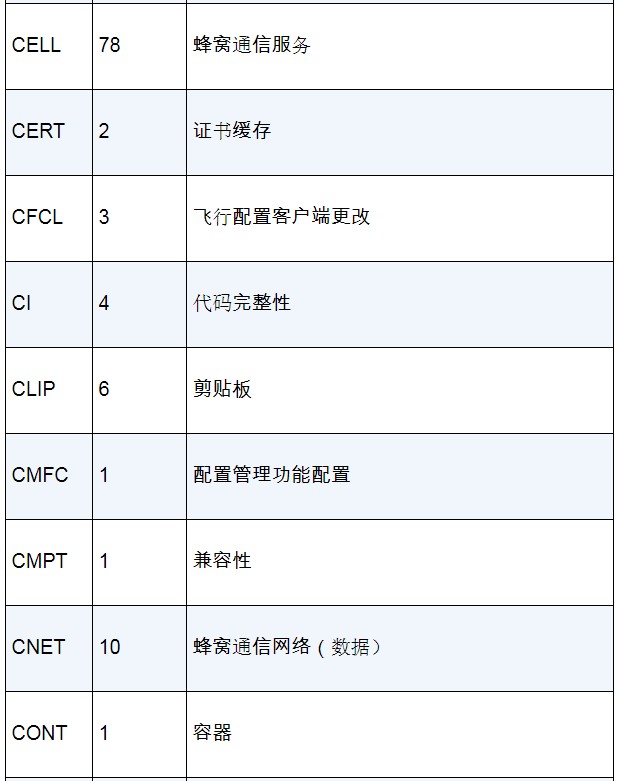 CELL 78 蜂窝通信服务
CERT 2 证书缓存
CFCL 3 飞行配置客户端更改
CI 4 代码完整性
CLIP 6 剪贴板
CMFC 1 配置管理功能配置
CMPT 1 兼容性
CNET 10 蜂窝通信网络（数据）
CONT 1 容器